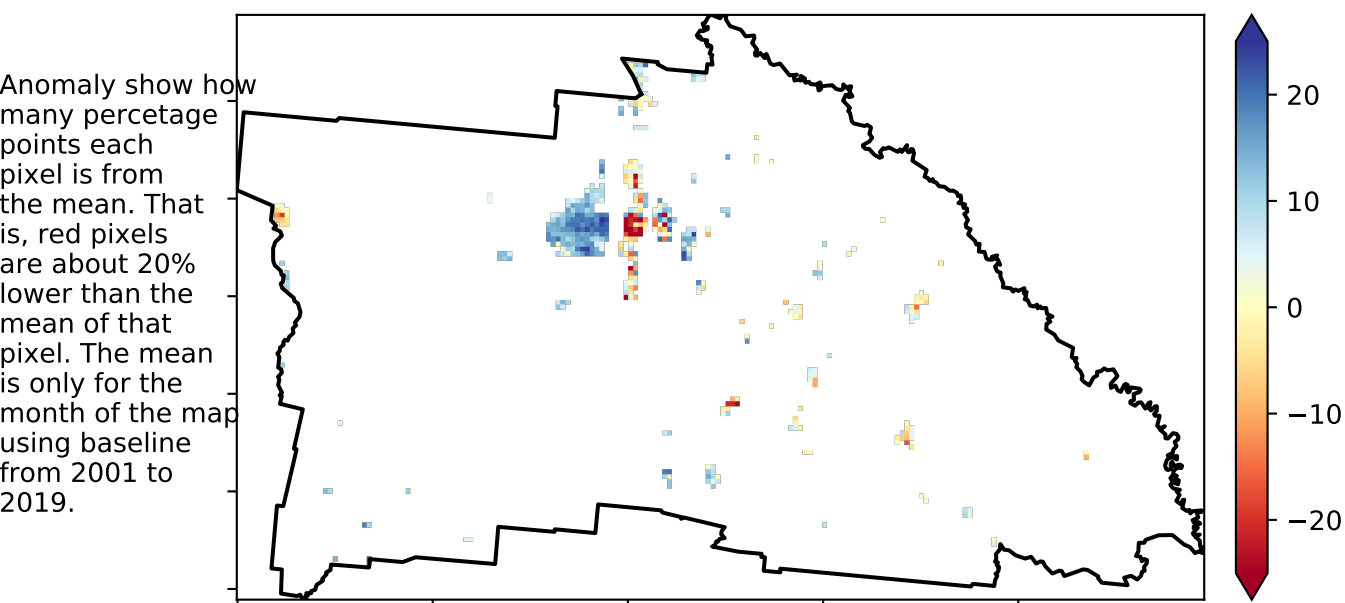 Anomaly show how
many percetage
points each
pixel is from
the mean. That
is, red pixels
are about 20%
lower than the
mean of that
pixel. The mean
is only for the
month of the map
using baseline
from 2001 to
2019.
20
10
0
−10
−20